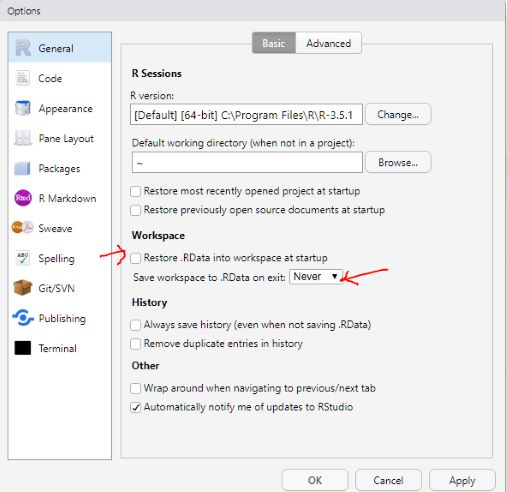 Options
General
Code
Appearance
Pane Layout
Packages
Rmd R Markdown
Sweave
ABC Spelling
Git/SVN
Publishing
Terminal
Basic Advanced
R Sessions
R version:
[Default] [64-bit] C:\Program Files\R\R-3.5.1 Change...
Default working directory (when not in a project):
~ Browse...
Restore most recently opened project at startup
Restore previously open source documents at startup
Workspace
Restore .RData into workspace at startup
Save workspace to .RData on exit: Never
History
Always save history (even when not saving .RData)
Remove duplicate entries in history
Other
Wrap around when navigating to previous/next tab
Automatically notify me of updates to RStudio
OK Cancel Apply